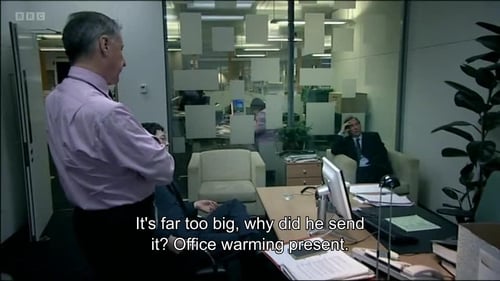 BBC
It's far too big, why did he send
it? Office warming present.